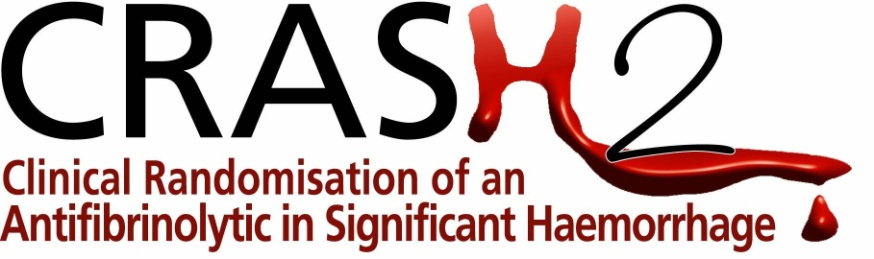 CRASH2
Clinical Randomisation of an
Antifibrinolytic in Significant Haemorrhage